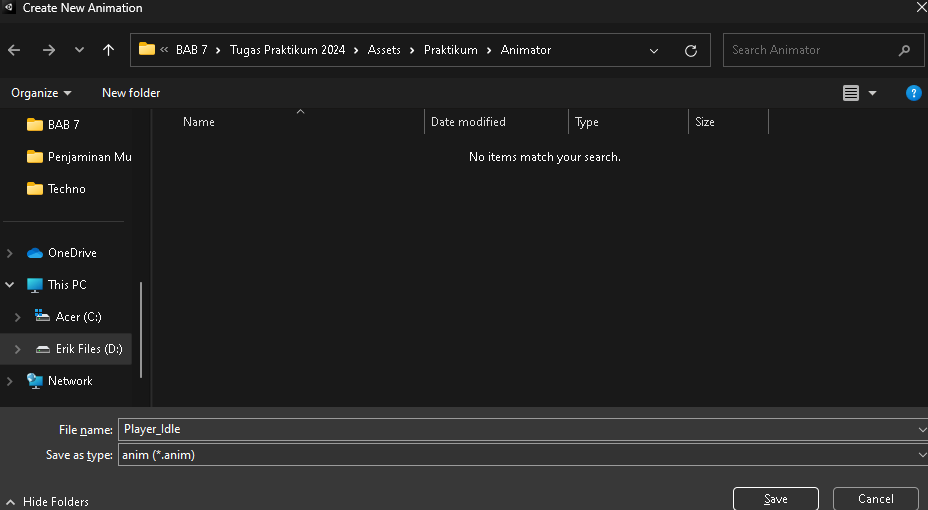 Create New Animation
« BAB 7 > Tugas Praktikum 2024 > Assets > Praktikum > Animator
Search Animator
Organize
New folder
?
Name
Date modified
Type
Size
No items match your search.
BAB 7
Penjaminan Mu
Techno
OneDrive
This PC
Acer (C:)
Erik Files (D:)
Network
File name: Player_Idle
Save as type: anim (*.anim)
Hide Folders
Save
Cancel